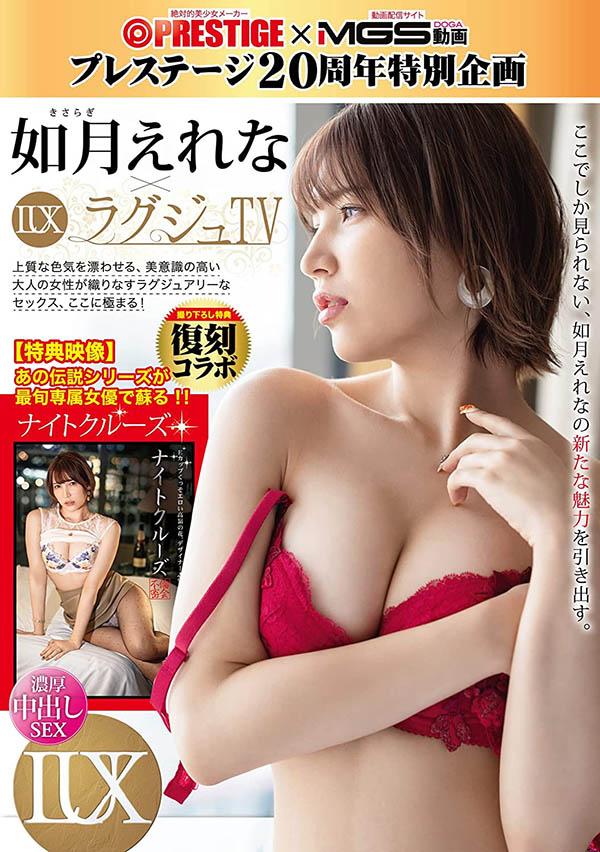 絶対的美少女メーカー
PRESTIGE
×
動画配信サイト
MGS動画
DOGA
プレステージ20周年特別企画
きさらぎ
如月えれな
×
LUX ラグジュTV
上質な色気を漂わせる、美意識の高い
大人の女性が織りなすラグジュアリーな
セックス、ここに極まる!
撮り下ろし特典
復刻
コラボ
【特典映像】
あの伝説シリーズが
最旬専属女優で蘇る!!
ナイトクルーズ
ナイトクルーズ
濃厚
中出し
SEX
LUX
ここでしか見られない、如月えれなの新たな魅力を引き出す。